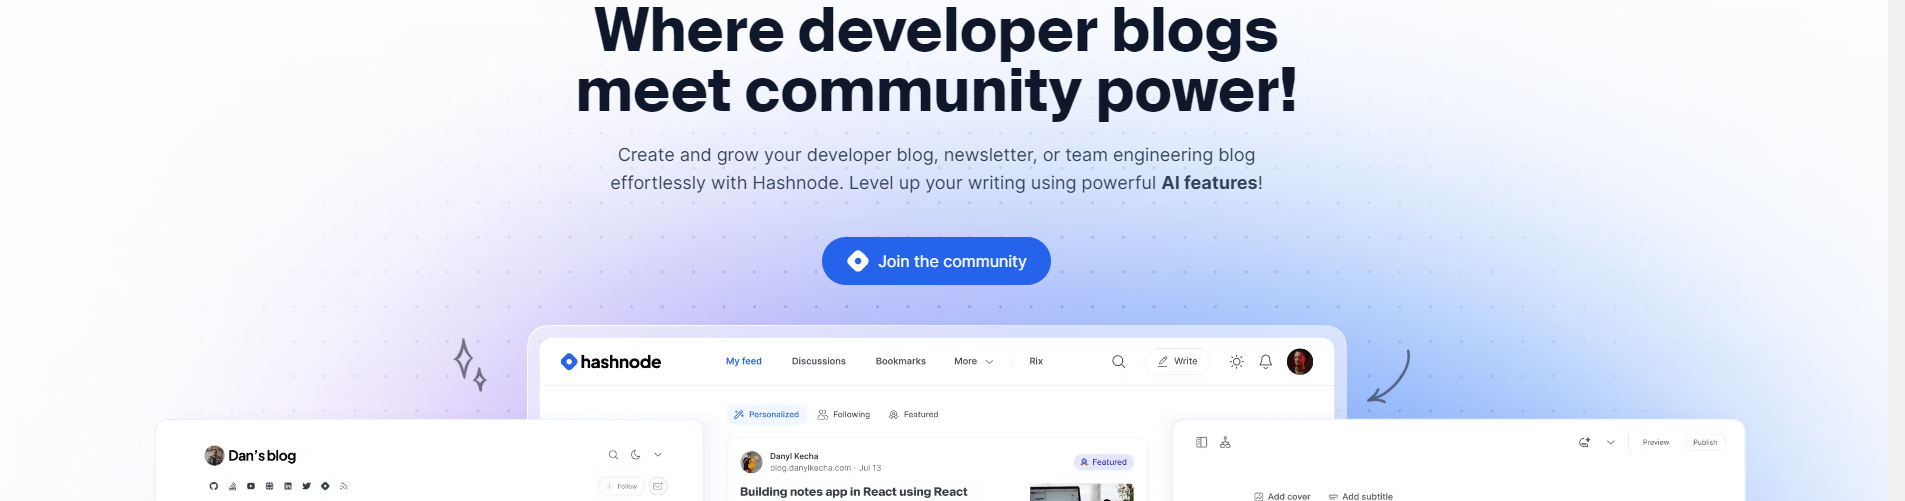 Where developer blogs
meet community power!
Create and grow your developer blog, newsletter, or team engineering blog
effortlessly with Hashnode. Level up your writing using powerful AI features!
Join the community
hashnode
My feed Discussions Bookmarks More Rix Write
Personalized Following Featured
Dan's blog
Follow
Danyl Kecha
blog.danylkecha.com · Jul 13
Featured
Building notes app in React using React
Preview Publish
Add cover Add subtitle